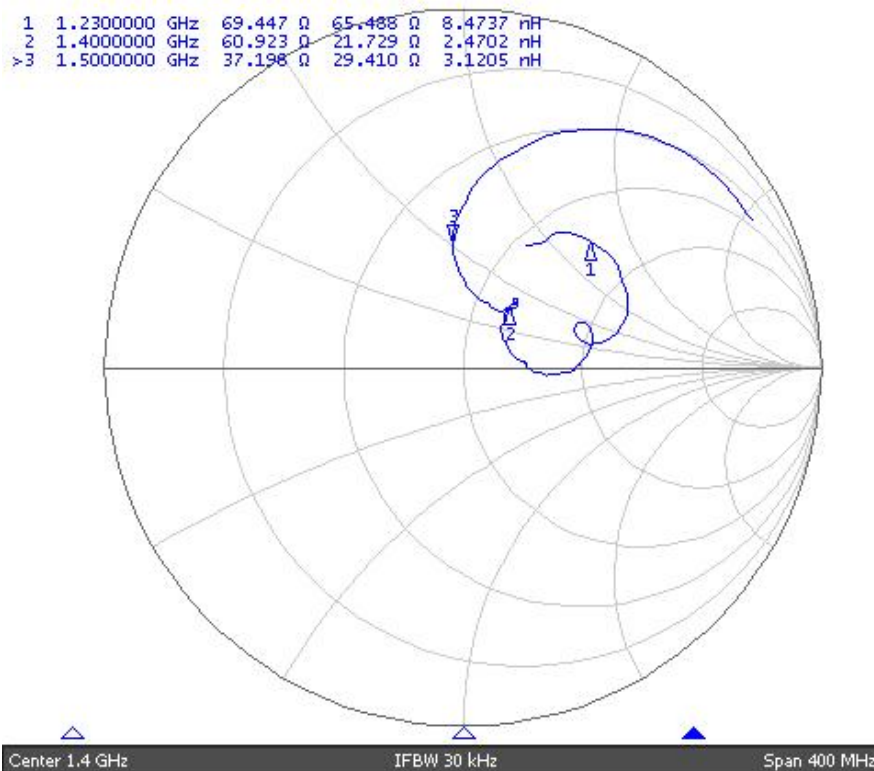 1 1.2300000 GHz 69.447 Ω 65.488 Ω 8.4737 nH
2 1.4000000 GHz 60.923 Ω 21.729 Ω 2.4702 nH
>3 1.5000000 GHz 37.198 Ω 29.410 Ω 3.1205 nH
3
1
2
Center 1.4 GHz IFBW 30 kHz Span 400 MHz